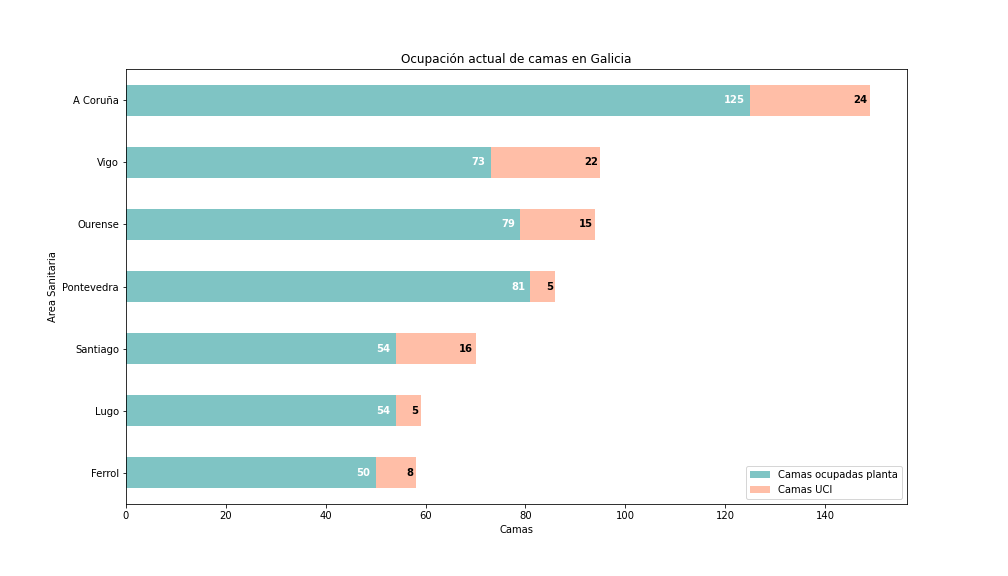 Ocupación actual de camas en Galicia
A Coruña 125 24
Vigo 73 22
Ourense 79 15
Area Sanitaria
Pontevedra 81 5
Santiago 54 16
Lugo 54 5
Ferrol 50 8
Camas ocupadas planta
Camas UCI
0 20 40 60 80 100 120 140
Camas